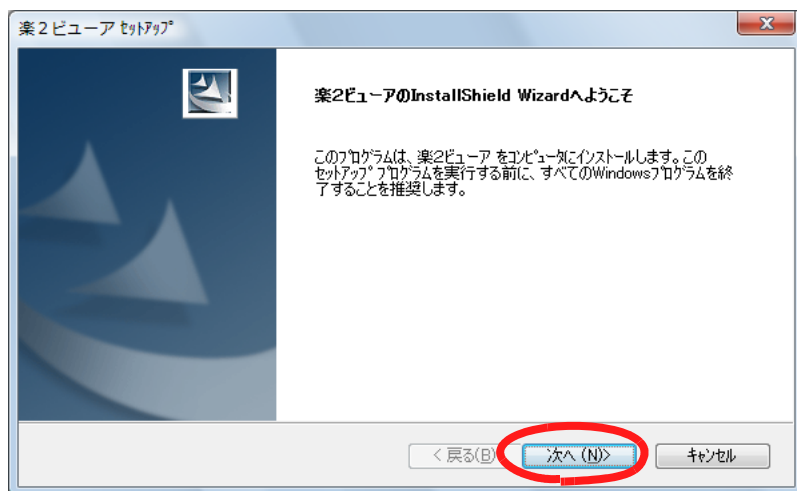 楽2ビューア ｾｯﾄｱｯﾌﾟ
楽2ビューアのInstallShield Wizardへようこそ
このﾌﾟﾛｸﾞﾗﾑは、楽2ビューア をｺﾝﾋﾟｭｰﾀにｲﾝｽﾄｰﾙします。この
ｾｯﾄｱｯﾌﾟ ﾌﾟﾛｸﾞﾗﾑを実行する前に、すべてのWindowsﾌﾟﾛｸﾞﾗﾑを終
了することを推奨します。
< 戻る(B)
次へ (N)>
ｷｬﾝｾﾙ